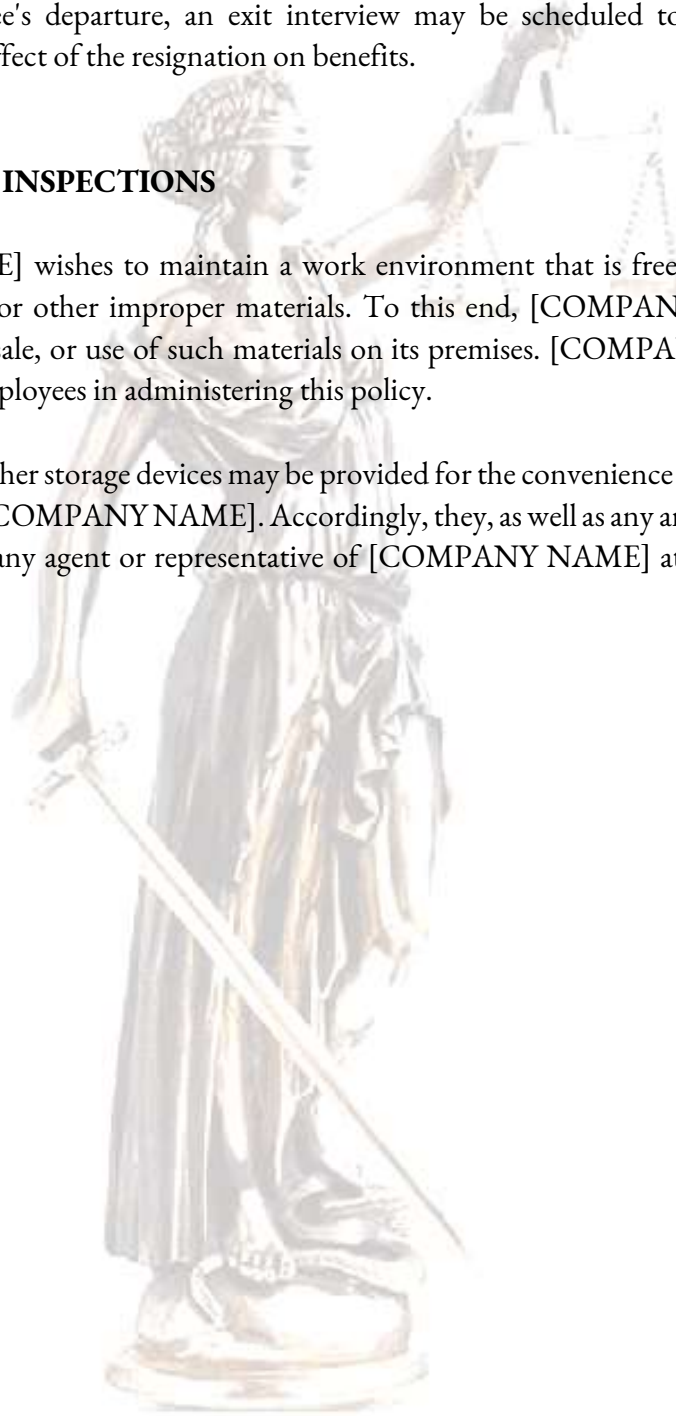 ee's departure, an exit interview may be scheduled to
ffect of the resignation on benefits.
INSPECTIONS
E] wishes to maintain a work environment that is free
or other improper materials. To this end, [COMPAN
sale, or use of such materials on its premises. [COMPA
ployees in administering this policy.
her storage devices may be provided for the convenience
COMPANY NAME]. Accordingly, they, as well as any ar
any agent or representative of [COMPANY NAME] at